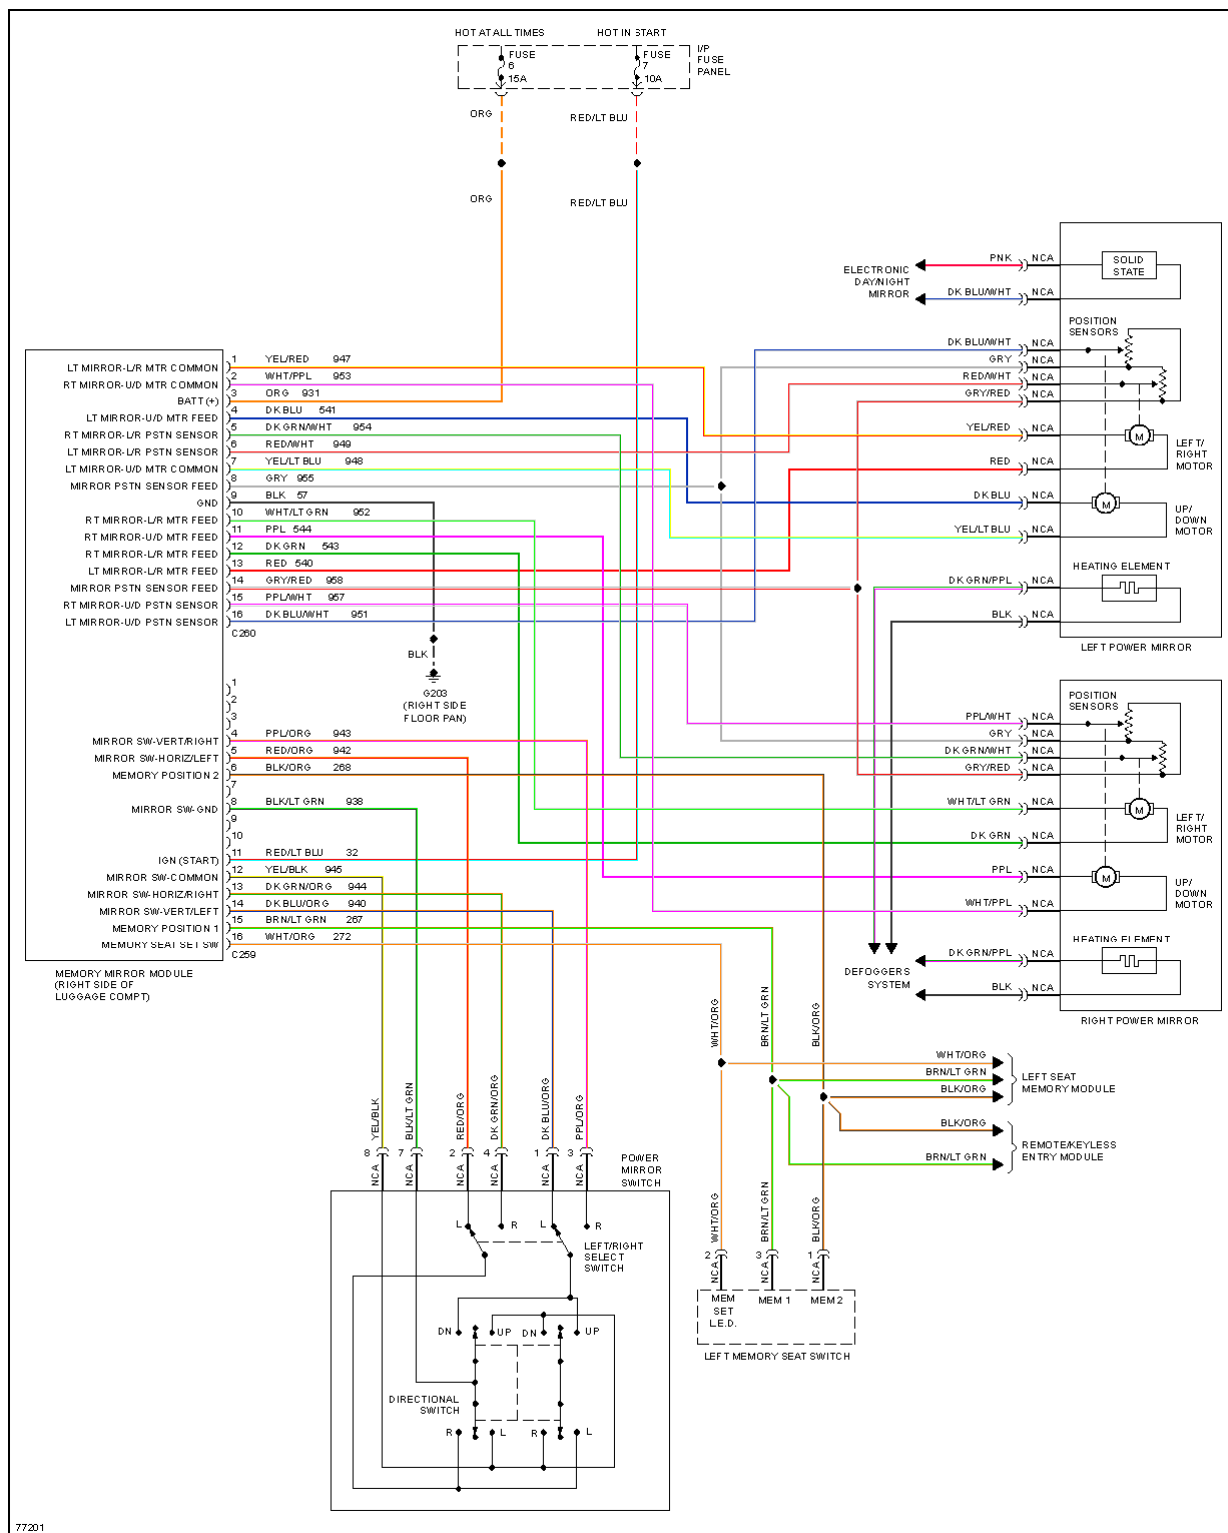 HOT AT ALL TIMES
HOT IN START
FUSE
6
15A
FUSE
7
10A
I/P
FUSE
PANEL
ORG
RED/LT BLU
ORG
RED/LT BLU
LT MIRROR-L/R MTR COMMON
1 YEL/RED 947
RT MIRROR-U/D MTR COMMON
2 WHT/PPL 953
BATT (+)
3 ORG 931
LT MIRROR-U/D MTR FEED
4 DK BLU 541
RT MIRROR-L/R PSTN SENSOR
5 DK GRN/WHT 954
LT MIRROR-L/R PSTN SENSOR
6 RED/WHT 949
LT MIRROR-U/D MTR COMMON
7 YEL/LT BLU 948
MIRROR PSTN SENSOR FEED
8 GRY 955
GND
9 BLK 57
RT MIRROR-L/R MTR FEED
10 WHT/LT GRN 952
RT MIRROR-U/D MTR FEED
11 PPL 544
RT MIRROR-L/R MTR FEED
12 DK GRN 543
LT MIRROR-L/R MTR FEED
13 RED 540
MIRROR PSTN SENSOR FEED
14 GRY/RED 958
RT MIRROR-U/D PSTN SENSOR
15 PPL/WHT 957
LT MIRROR-U/D PSTN SENSOR
16 DK BLU/WHT 951
C260
BLK
G203
(RIGHT SIDE
FLOOR PAN)
1
2
3
MIRROR SW-VERT/RIGHT
4 PPL/ORG 943
MIRROR SW-HORIZ/LEFT
5 RED/ORG 942
MEMORY POSITION 2
6 BLK/ORG 268
7
MIRROR SW-GND
8 BLK/LT GRN 938
9
10
IGN (START)
11 RED/LT BLU 32
MIRROR SW-COMMON
12 YEL/BLK 945
MIRROR SW-HORIZ/RIGHT
13 DK GRN/ORG 944
MIRROR SW-VERT/LEFT
14 DK BLU/ORG 940
MEMORY POSITION 1
15 BRN/LT GRN 267
MEMORY SEAT SET SW
16 WHT/ORG 272
C259
MEMORY MIRROR MODULE
(RIGHT SIDE OF
LUGGAGE COMPT)
ELECTRONIC
DAY/NIGHT
MIRROR
PNK NCA
DK BLU/WHT NCA
SOLID
STATE
POSITION
SENSORS
DK BLU/WHT NCA
GRY NCA
RED/WHT NCA
GRY/RED NCA
YEL/RED NCA
M
LEFT/
RIGHT
MOTOR
RED NCA
DK BLU NCA
M
UP/
DOWN
MOTOR
YEL/LT BLU NCA
HEATING ELEMENT
DK GRN/PPL NCA
BLK NCA
LEFT POWER MIRROR
POSITION
SENSORS
PPL/WHT NCA
GRY NCA
DK GRN/WHT NCA
GRY/RED NCA
WHT/LT GRN NCA
M
LEFT/
RIGHT
MOTOR
DK GRN NCA
PPL NCA
M
UP/
DOWN
MOTOR
WHT/PPL NCA
HEATING ELEMENT
DK GRN/PPL NCA
BLK NCA
DEFOGGERS
SYSTEM
RIGHT POWER MIRROR
WHT/ORG
BRN/LT GRN
BLK/ORG
WHT/ORG
BRN/LT GRN
BLK/ORG
LEFT SEAT
MEMORY MODULE
BLK/ORG
BRN/LT GRN
REMOTE/KEYLESS
ENTRY MODULE
YEL/BLK
BLK/LT GRN
RED/ORG
DK GRN/ORG
DK BLU/ORG
PPL/ORG
8 7 2 4 1 3
NCA NCA NCA NCA NCA NCA
POWER
MIRROR
SWITCH
L R L R
LEFT/RIGHT
SELECT
SWITCH
DN UP DN UP
DIRECTIONAL
SWITCH
R L R L
WHT/ORG
BRN/LT GRN
BLK/ORG
2 3 1
NCA NCA NCA
MEM
SET
L.E.D.
MEM 1
MEM 2
LEFT MEMORY SEAT SWITCH
77201